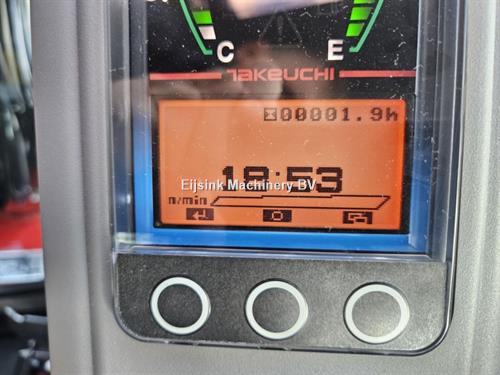 C E
TAKEUCHI
00001.9h
18:53
Eijsink Machinery BV
n/min